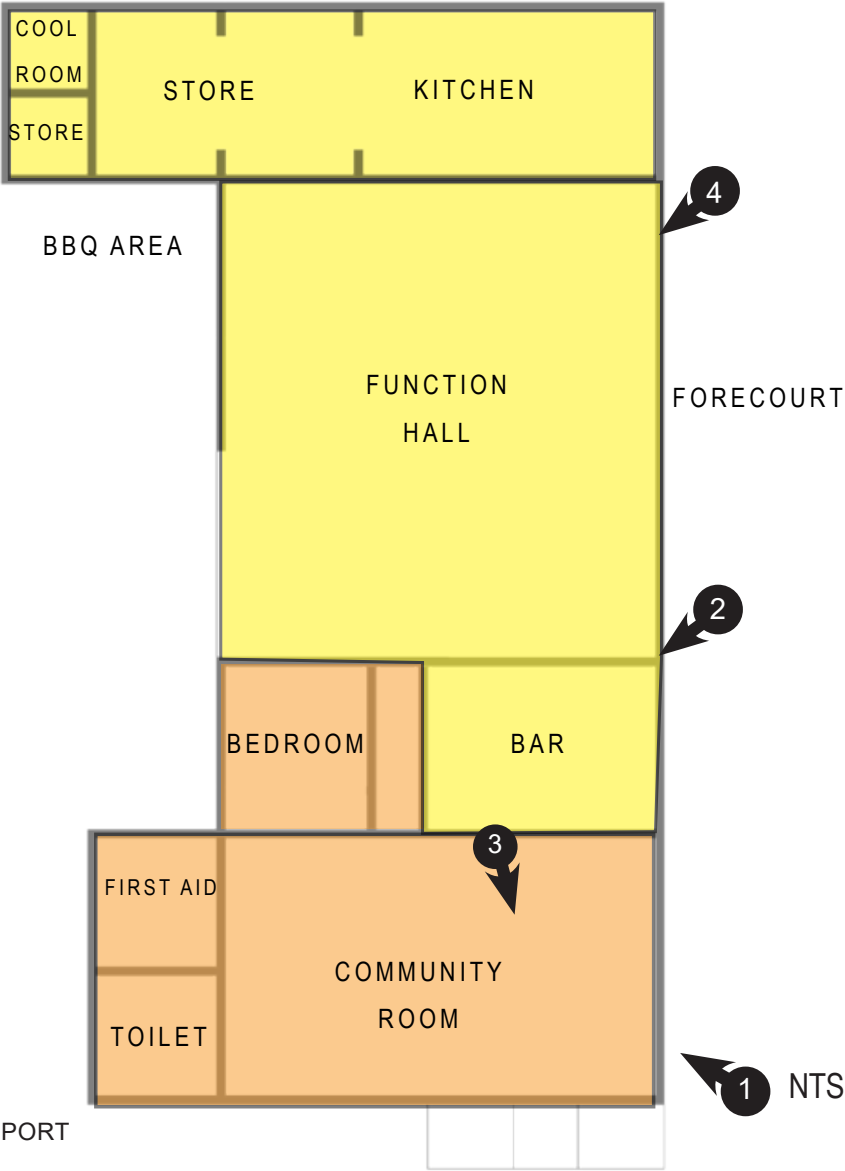 COOL
ROOM
STORE
STORE
KITCHEN
4
BBQ AREA
FUNCTION
HALL
FORECOURT
2
BEDROOM
BAR
3
FIRST AID
COMMUNITY
ROOM
TOILET
1
NTS
PORT